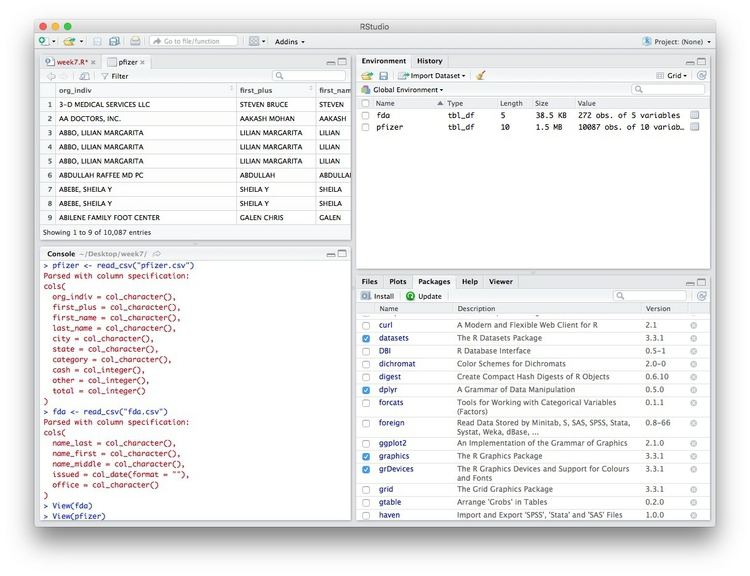 RStudio
Go to file/function
Addins
Project: (None)
week7.R*
pfizer
Filter
org_indiv first_plus first_nam
1 3-D MEDICAL SERVICES LLC STEVEN BRUCE STEVEN
2 AA DOCTORS, INC. AAKASH MOHAN AAKASH
3 ABBO, LILIAN MARGARITA LILIAN MARGARITA LILIAN
4 ABBO, LILIAN MARGARITA LILIAN MARGARITA LILIAN
5 ABBO, LILIAN MARGARITA LILIAN MARGARITA LILIAN
6 ABDULLAH RAFFEE MD PC ABDULLAH ABDULLAH
7 ABEBE, SHEILA Y SHEILA Y SHEILA
8 ABEBE, SHEILA Y SHEILA Y SHEILA
9 ABILENE FAMILY FOOT CENTER GALEN CHRIS GALEN
Showing 1 to 9 of 10,087 entries
Console ~/Desktop/week7/
> pfizer <- read_csv("pfizer.csv")
Parsed with column specification:
cols(
org_indiv = col_character(),
first_plus = col_character(),
first_name = col_character(),
last_name = col_character(),
city = col_character(),
state = col_character(),
category = col_character(),
cash = col_integer(),
other = col_integer(),
total = col_integer()
)
> fda <- read_csv("fda.csv")
Parsed with column specification:
cols(
name_last = col_character(),
name_first = col_character(),
name_middle = col_character(),
issued = col_date(format = ""),
office = col_character()
)
> View(fda)
> View(pfizer)
Environment History
Import Dataset Grid
Global Environment
Name Type Length Size Value
fda tbl_df 5 38.5 KB 272 obs. of 5 variables
pfizer tbl_df 10 1.5 MB 10087 obs. of 10 variab…
Files Plots Packages Help Viewer
Install Update
Name Description Version
curl A Modern and Flexible Web Client for R 2.1
datasets The R Datasets Package 3.3.1
DBI R Database Interface 0.5-1
dichromat Color Schemes for Dichromats 2.0-0
digest Create Compact Hash Digests of R Objects 0.6.10
dplyr A Grammar of Data Manipulation 0.5.0
forcats Tools for Working with Categorical Variables 0.1.1
(Factors)
foreign Read Data Stored by Minitab, S, SAS, SPSS, Stata, 0.8-66
Systat, Weka, dBase, ...
ggplot2 An Implementation of the Grammar of Graphics 2.1.0
graphics The R Graphics Package 3.3.1
grDevices The R Graphics Devices and Support for Colours 3.3.1
and Fonts
grid The Grid Graphics Package 3.3.1
gtable Arrange 'Grobs' in Tables 0.2.0
haven Import and Export 'SPSS', 'Stata' and 'SAS' Files 1.0.0